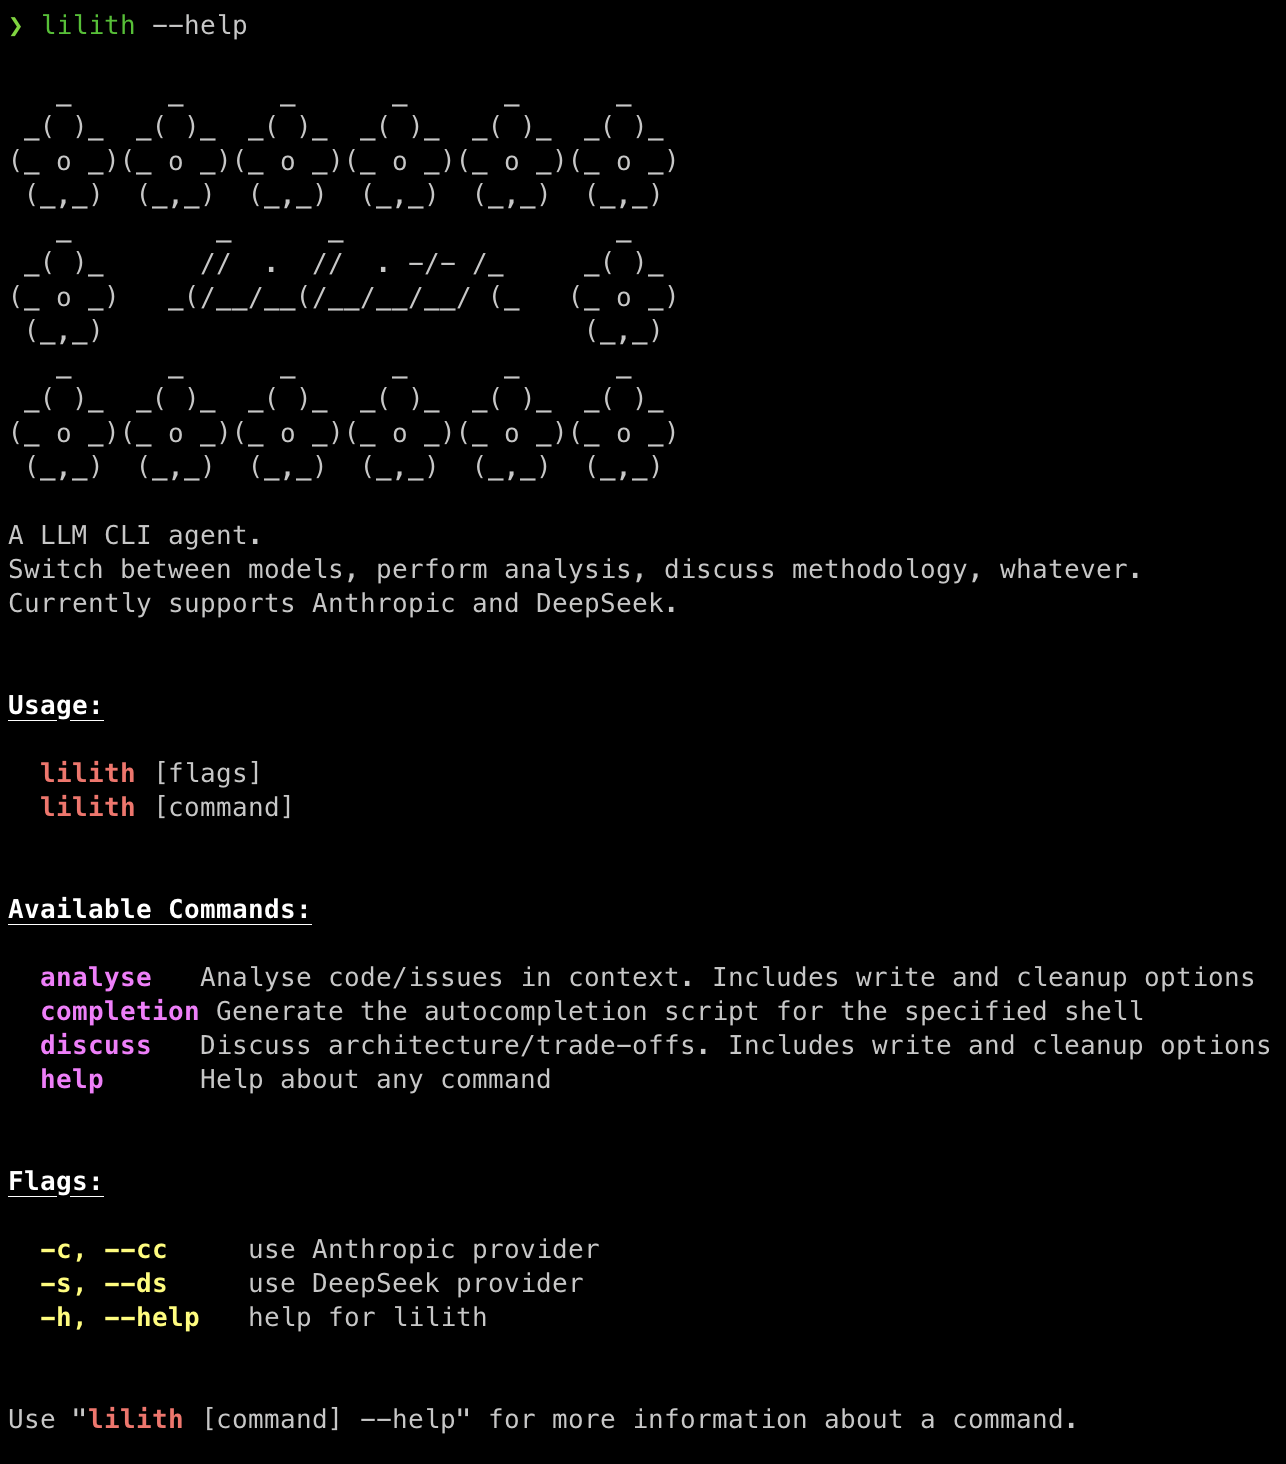 ❯ lilith --help
    _      _      _      _      _      _
  _( )_  _( )_  _( )_  _( )_  _( )_  _( )_
 (_ o _)(_ o _)(_ o _)(_ o _)(_ o _)(_ o _)
  (_,_)  (_,_)  (_,_)  (_,_)  (_,_)  (_,_)
    _         _      _                 _
  _( )_      //  .  //  . -/- /_     _( )_
 (_ o _)   _(/__/__(/__/__/__/ (_   (_ o _)
  (_,_)                              (_,_)
    _      _      _      _      _      _
  _( )_  _( )_  _( )_  _( )_  _( )_  _( )_
 (_ o _)(_ o _)(_ o _)(_ o _)(_ o _)(_ o _)
  (_,_)  (_,_)  (_,_)  (_,_)  (_,_)  (_,_)
A LLM CLI agent.
Switch between models, perform analysis, discuss methodology, whatever.
Currently supports Anthropic and DeepSeek.
Usage:
  lilith [flags]
  lilith [command]
Available Commands:
  analyse   Analyse code/issues in context. Includes write and cleanup options
  completion Generate the autocompletion script for the specified shell
  discuss   Discuss architecture/trade-offs. Includes write and cleanup options
  help      Help about any command
Flags:
  -c, --cc     use Anthropic provider
  -s, --ds     use DeepSeek provider
  -h, --help   help for lilith
Use "lilith [command] --help" for more information about a command.